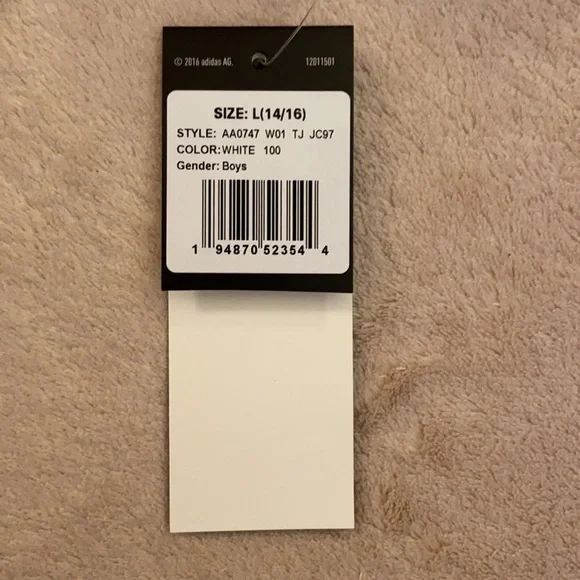 © 2016 adidas AG. 12011501
SIZE: L(14/16)
STYLE: AA0747 W01 TJ JC97
COLOR:WHITE 100
Gender: Boys
1 94870 52354 4